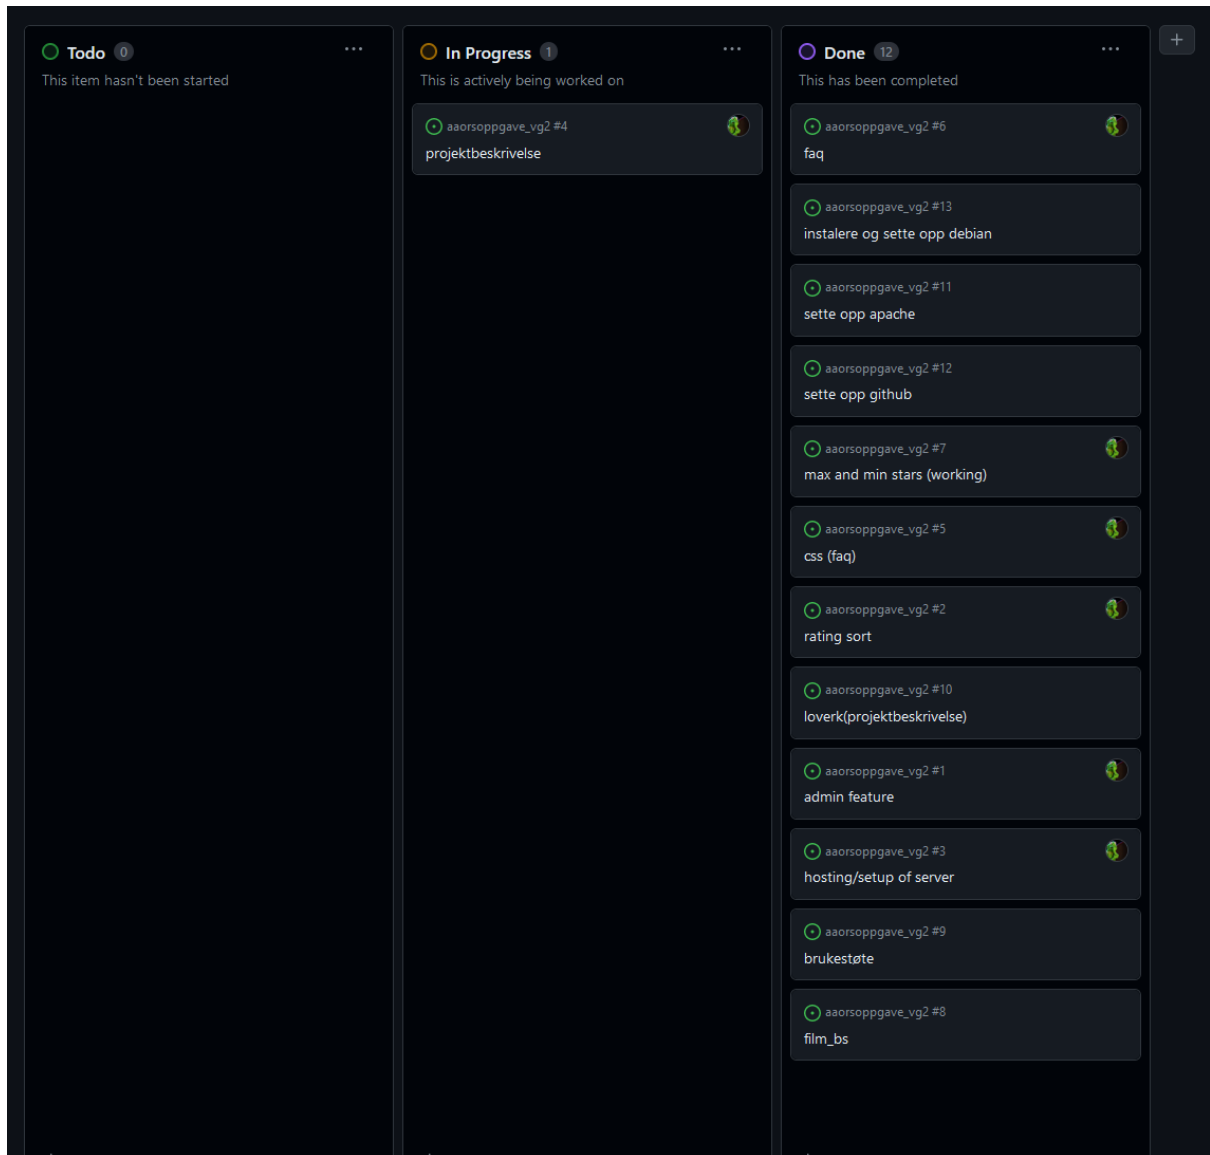 Todo 0
This item hasn't been started
In Progress 1
This is actively being worked on
aaorsoppgave_vg2 #4
projektbeskrivelse
Done 12
This has been completed
aaorsoppgave_vg2 #6
faq
aaorsoppgave_vg2 #13
instalere og sette opp debian
aaorsoppgave_vg2 #11
sette opp apache
aaorsoppgave_vg2 #12
sette opp github
aaorsoppgave_vg2 #7
max and min stars (working)
aaorsoppgave_vg2 #5
css (faq)
aaorsoppgave_vg2 #2
rating sort
aaorsoppgave_vg2 #10
loverk(projektbeskrivelse)
aaorsoppgave_vg2 #1
admin feature
aaorsoppgave_vg2 #3
hosting/setup of server
aaorsoppgave_vg2 #9
brukestøte
aaorsoppgave_vg2 #8
film_bs